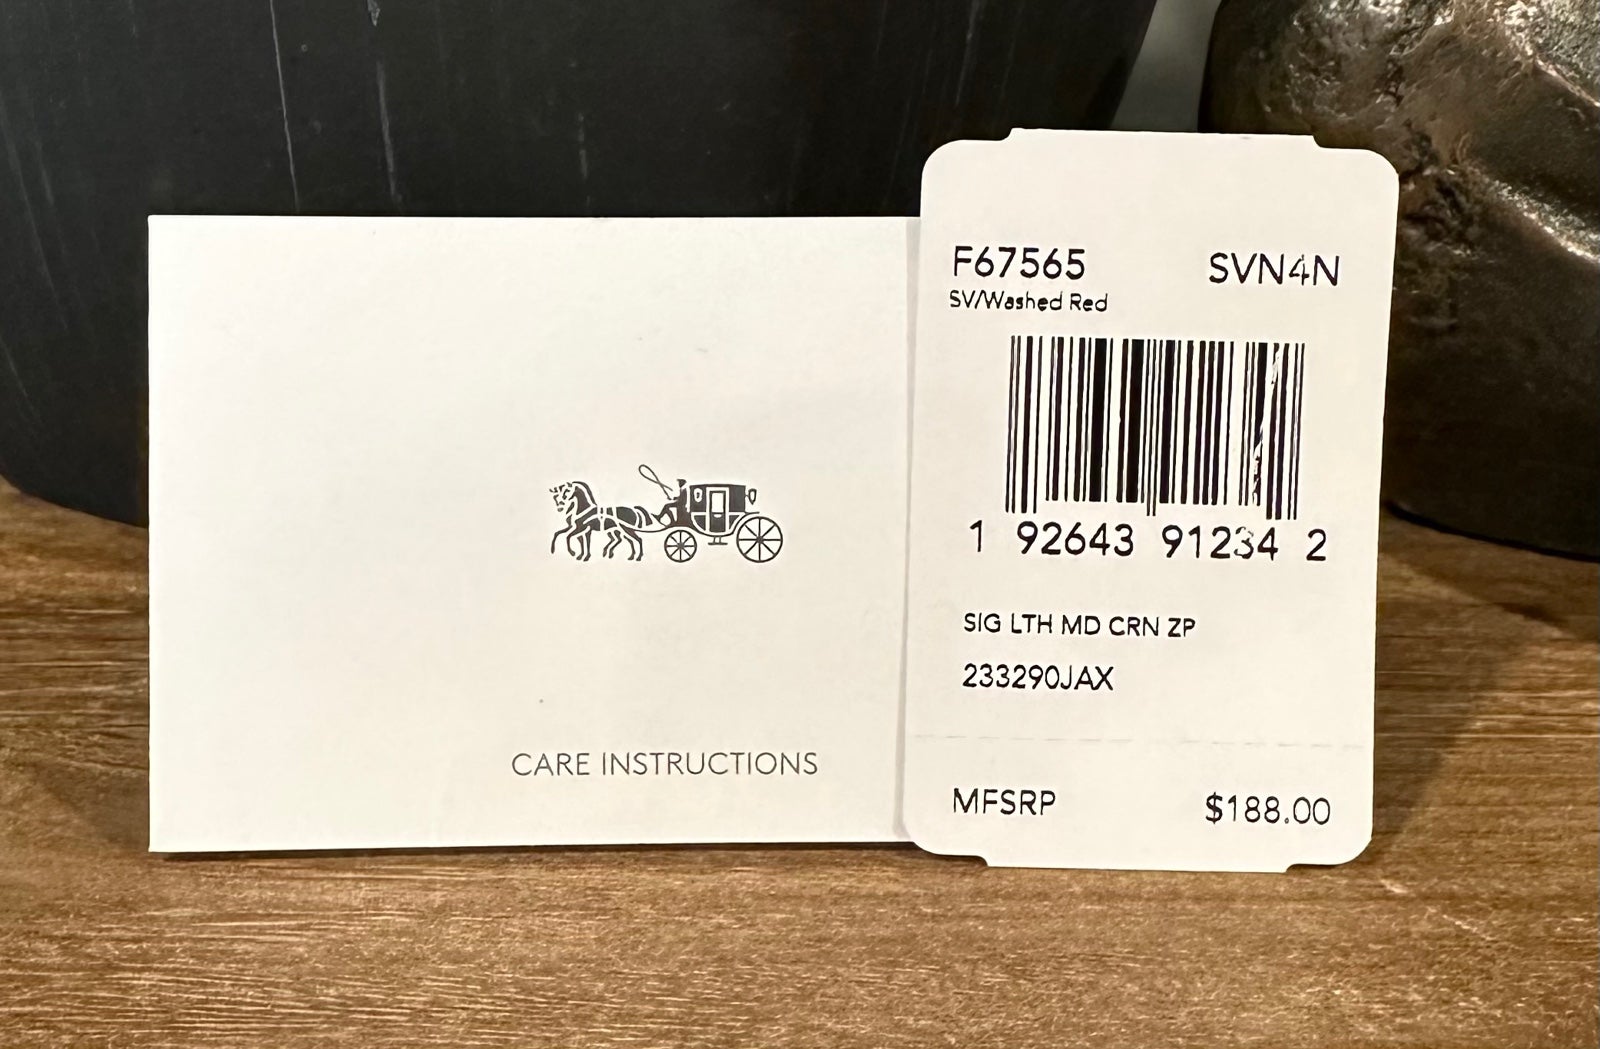 CARE INSTRUCTIONS
F67565 SVN4N
SV/Washed Red
1 92643 91234 2
SIG LTH MD CRN ZP
233290JAX
MFSRP $188.00